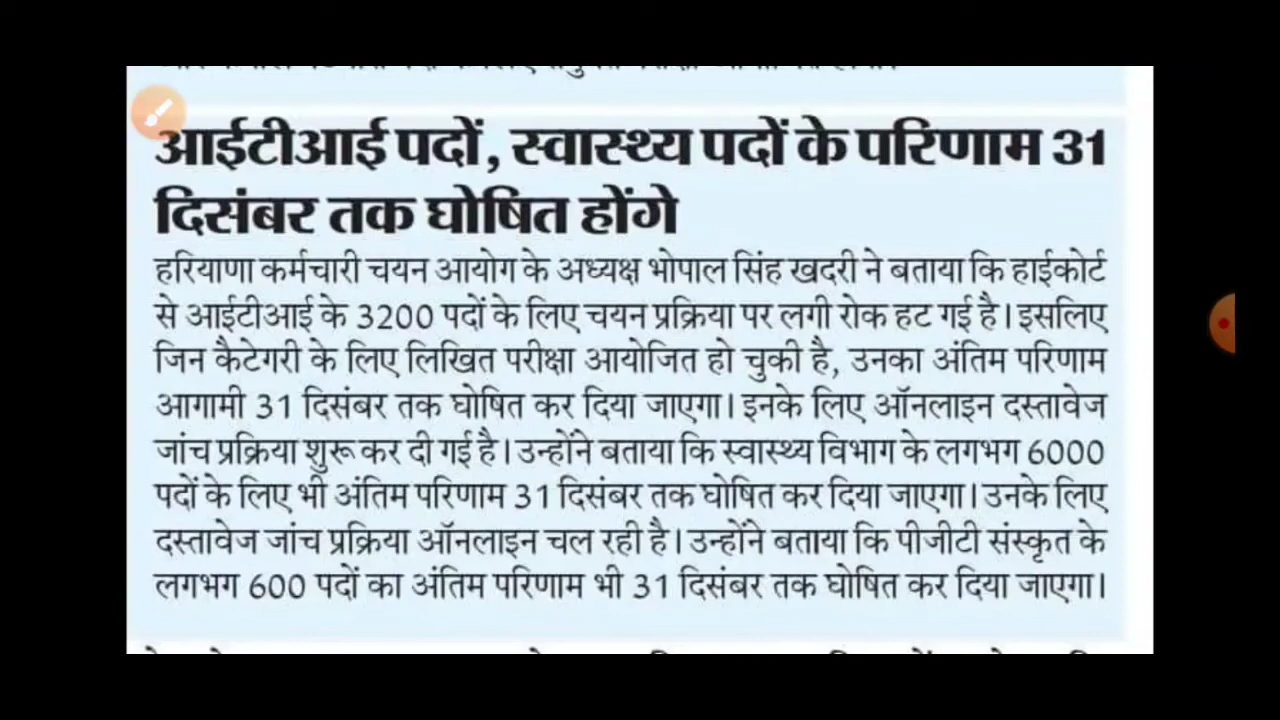 आईटीआई पदों, स्वास्थ्य पदों के परिणाम 31
दिसंबर तक घोषित होंगे
हरियाणा कर्मचारी चयन आयोग के अध्यक्ष भोपाल सिंह खदरी ने बताया कि हाईकोर्ट
से आईटीआई के 3200 पदों के लिए चयन प्रक्रिया पर लगी रोक हट गई है। इसलिए
जिन कैटेगरी के लिए लिखित परीक्षा आयोजित हो चुकी है, उनका अंतिम परिणाम
आगामी 31 दिसंबर तक घोषित कर दिया जाएगा। इनके लिए ऑनलाइन दस्तावेज
जांच प्रक्रिया शुरू कर दी गई है। उन्होंने बताया कि स्वास्थ्य विभाग के लगभग 6000
पदों के लिए भी अंतिम परिणाम 31 दिसंबर तक घोषित कर दिया जाएगा। उनके लिए
दस्तावेज जांच प्रक्रिया ऑनलाइन चल रही है। उन्होंने बताया कि पीजीटी संस्कृत के
लगभग 600 पदों का अंतिम परिणाम भी 31 दिसंबर तक घोषित कर दिया जाएगा।